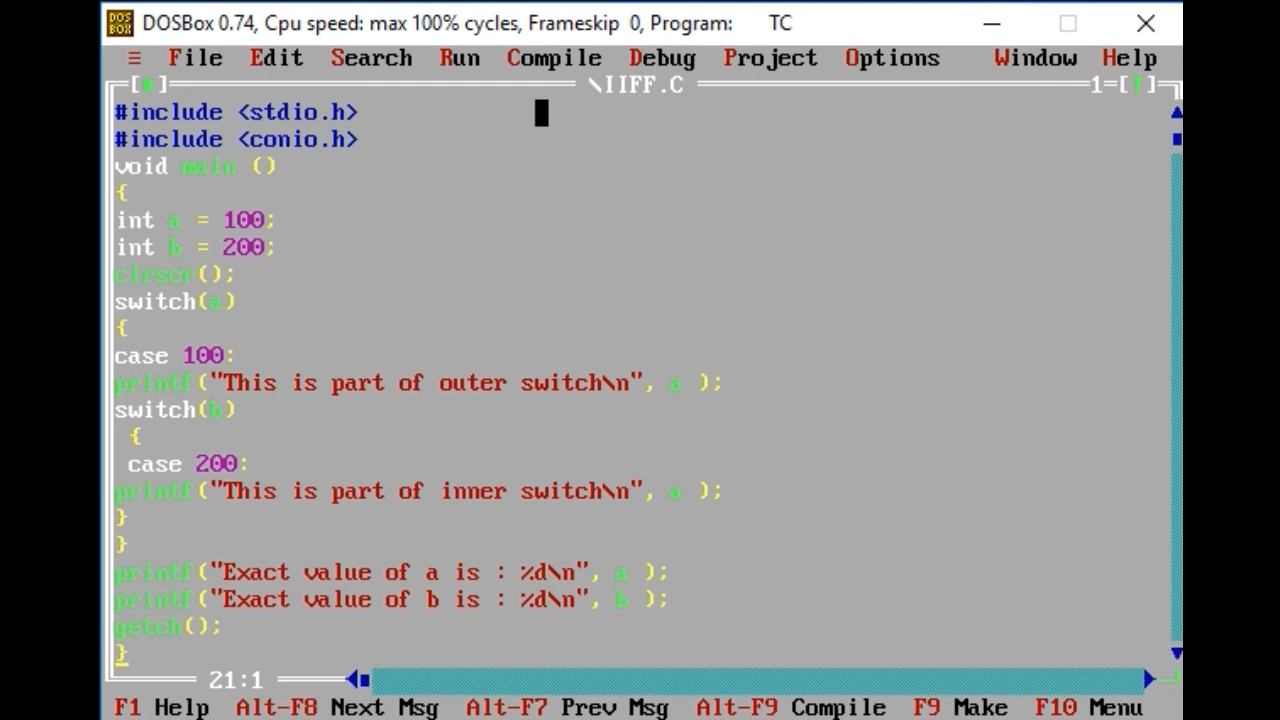 DOSBox 0.74, Cpu speed: max 100% cycles, Frameskip 0, Program: TC
≡ File Edit Search Run Compile Debug Project Options Window Help
\IIFF.C 1=[↑]
#include <stdio.h>
#include <conio.h>
void main ()
{
int a = 100;
int b = 200;
clrscr();
switch(a)
{
case 100:
printf("This is part of outer switch\n", a );
switch(b)
{
case 200:
printf("This is part of inner switch\n", a );
}
}
printf("Exact value of a is : %d\n", a );
printf("Exact value of b is : %d\n", b );
getch();
}
21:1
F1 Help Alt-F8 Next Msg Alt-F7 Prev Msg Alt-F9 Compile F9 Make F10 Menu